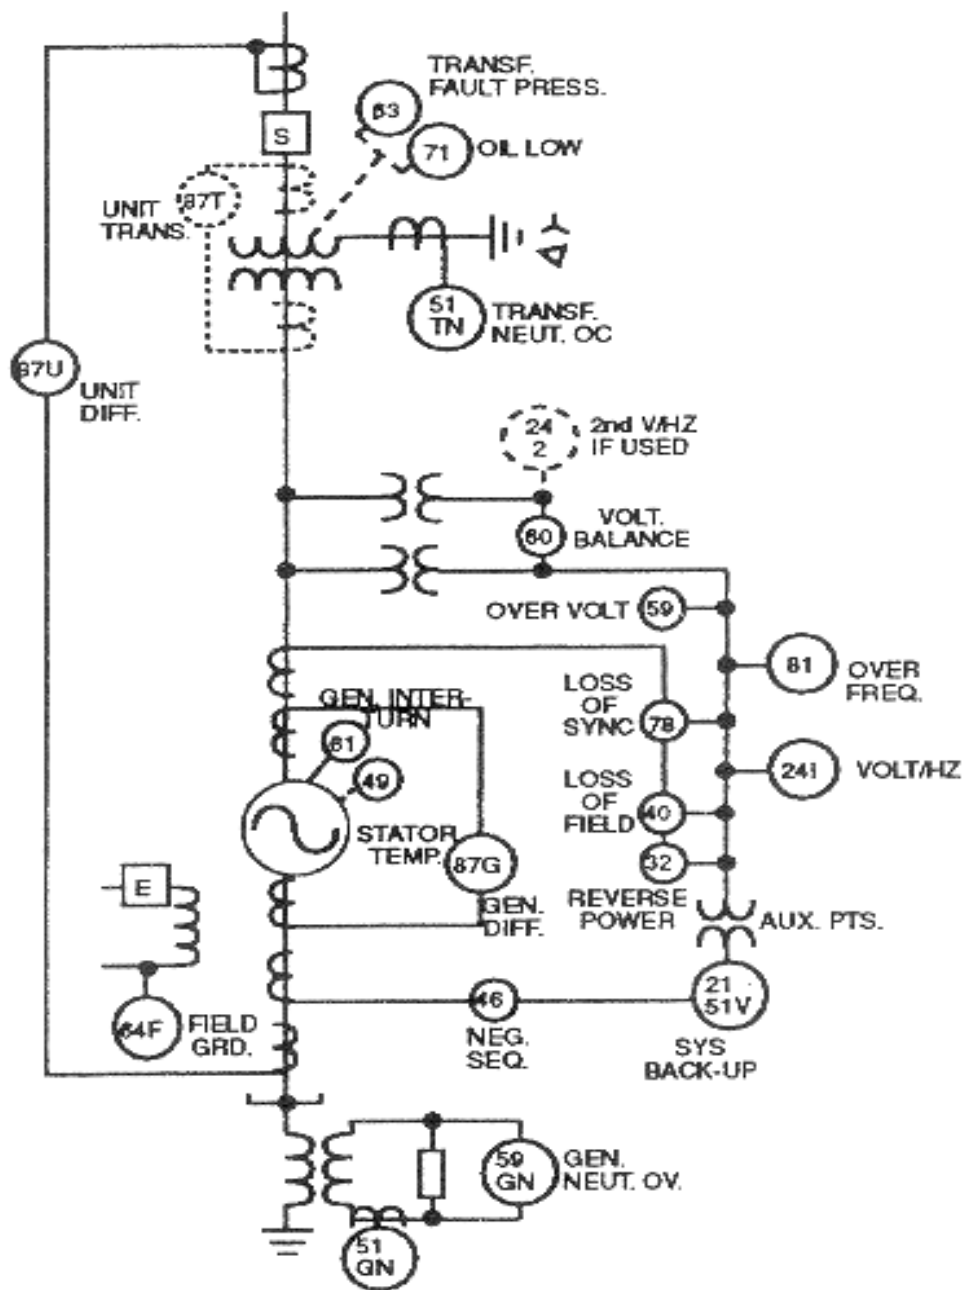 TRANSF.
FAULT PRESS.
63
71
OIL LOW
S
87T
UNIT
TRANS.
51
TN
TRANSF.
NEUT. OC
87U
UNIT
DIFF.
24
2
2nd V/HZ
IF USED
60
VOLT.
BALANCE
OVER VOLT
59
81
OVER
FREQ.
LOSS
OF
SYNC
78
GEN. INTER-
TURN
61
49
STATOR
TEMP.
24I
VOLT/HZ
LOSS
OF
FIELD
40
32
REVERSE
POWER
87G
GEN.
DIFF.
E
AUX. PTS.
64F
FIELD
GRD.
46
NEG.
SEQ.
21
51V
SYS
BACK-UP
59
GN
GEN.
NEUT. OV.
51
GN